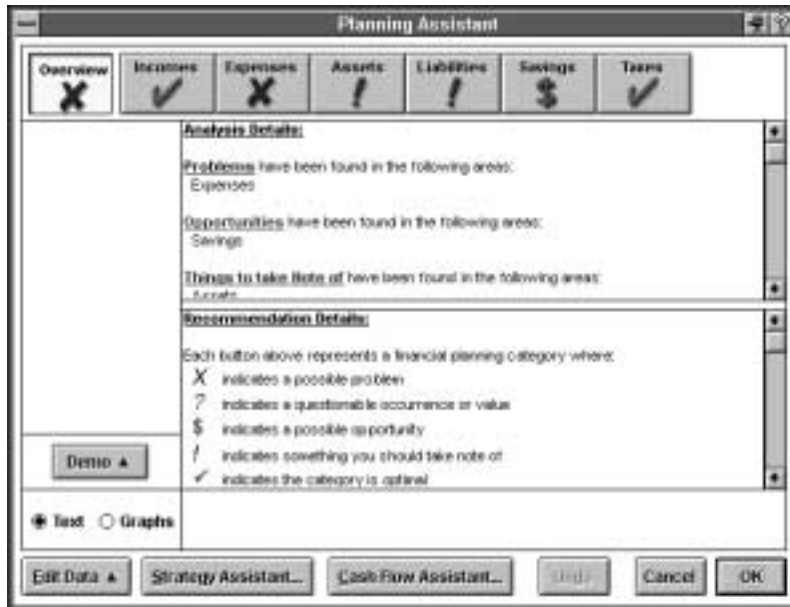 Planning Assistant
Overview Incomes Expenses Assets Liabilities Savings Taxes
Analysis Details:
Problems have been found in the following areas:
Expenses
Opportunities have been found in the following areas:
Savings
Things to take Note of have been found in the following areas:
Assets
Recommendation Details:
Each button above represents a financial planning category where:
X indicates a possible problem
? indicates a questionable occurrence or value
$ indicates a possible opportunity
! indicates something you should take note of
✓ indicates the category is optimal
Demo ▲
Text Graphs
Edit Data ▲ Strategy Assistant... Cash Flow Assistant... Undo Cancel OK